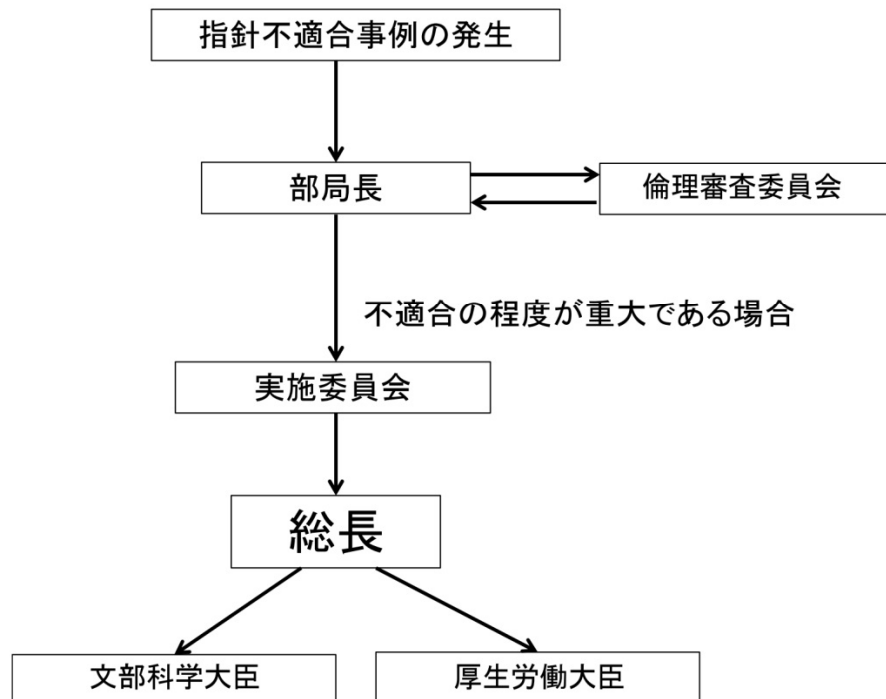 指針不適合事例の発生
部局長
倫理審査委員会
不適合の程度が重大である場合
実施委員会
総長
文部科学大臣
厚生労働大臣